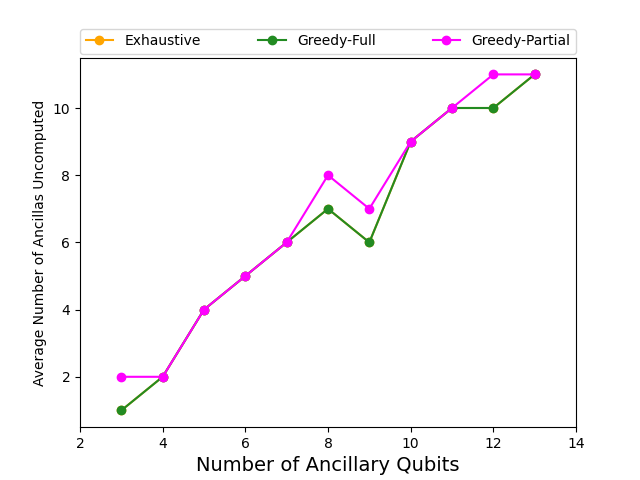 Exhaustive Greedy-Full Greedy-Partial
Average Number of Ancillas Uncomputed
10
8
6
4
2
2 4 6 8 10 12 14
Number of Ancillary Qubits